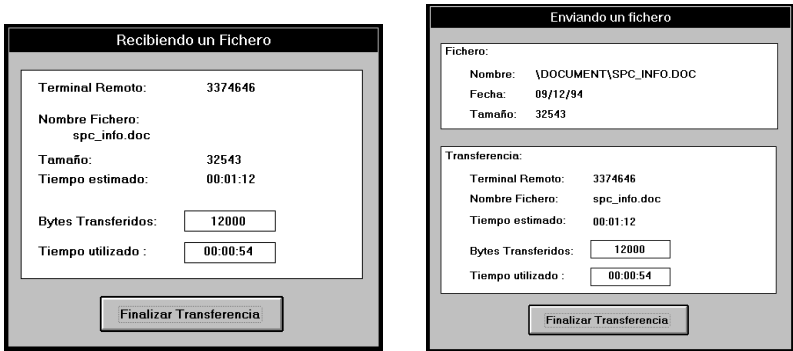 Recibiendo un Fichero
Terminal Remoto: 3374646
Nombre Fichero:
spc_info.doc
Tamaño: 32543
Tiempo estimado: 00:01:12
Bytes Transferidos: 12000
Tiempo utilizado : 00:00:54
Finalizar Transferencia
Enviando un fichero
Fichero:
Nombre: \DOCUMENT\SPC_INFO.DOC
Fecha: 09/12/94
Tamaño: 32543
Transferencia:
Terminal Remoto: 3374646
Nombre Fichero: spc_info.doc
Tiempo estimado: 00:01:12
Bytes Transferidos: 12000
Tiempo utilizado : 00:00:54
Finalizar Transferencia